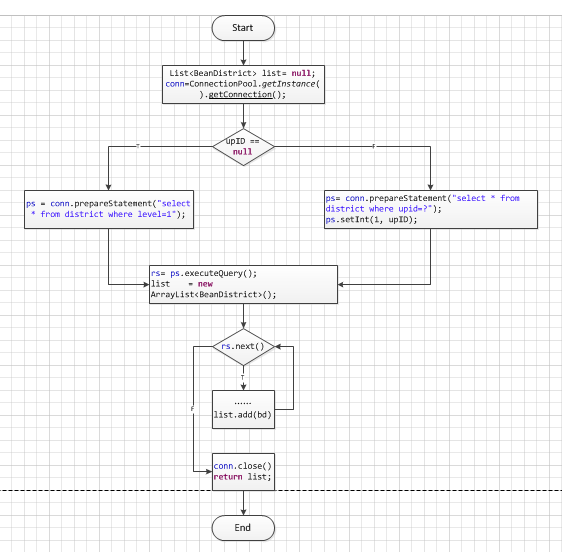 Start
List<BeanDistrict> list= null;
conn=ConnectionPool.getInstance(
).getConnection();
upID ==
null
T
F
ps = conn.prepareStatement("select
* from district where level=1");
ps= conn.prepareStatement("select * from
district where upid=?");
ps.setInt(1, upID);
rs= ps.executeQuery();
list = new
ArrayList<BeanDistrict>();
rs.next()
T
F
......
list.add(bd)
conn.close()
return list;
End